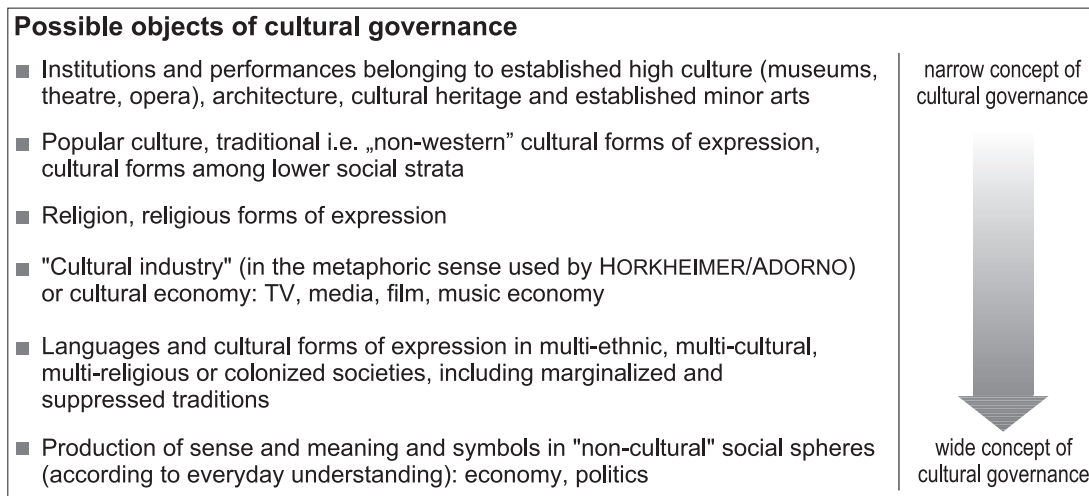 Possible objects of cultural governance
■ Institutions and performances belonging to established high culture (museums,
theatre, opera), architecture, cultural heritage and established minor arts
■ Popular culture, traditional i.e. „non-western” cultural forms of expression,
cultural forms among lower social strata
■ Religion, religious forms of expression
■ "Cultural industry" (in the metaphoric sense used by HORKHEIMER/ADORNO)
or cultural economy: TV, media, film, music economy
■ Languages and cultural forms of expression in multi-ethnic, multi-cultural,
multi-religious or colonized societies, including marginalized and
suppressed traditions
■ Production of sense and meaning and symbols in "non-cultural" social spheres
(according to everyday understanding): economy, politics
narrow concept of
cultural governance
wide concept of
cultural governance